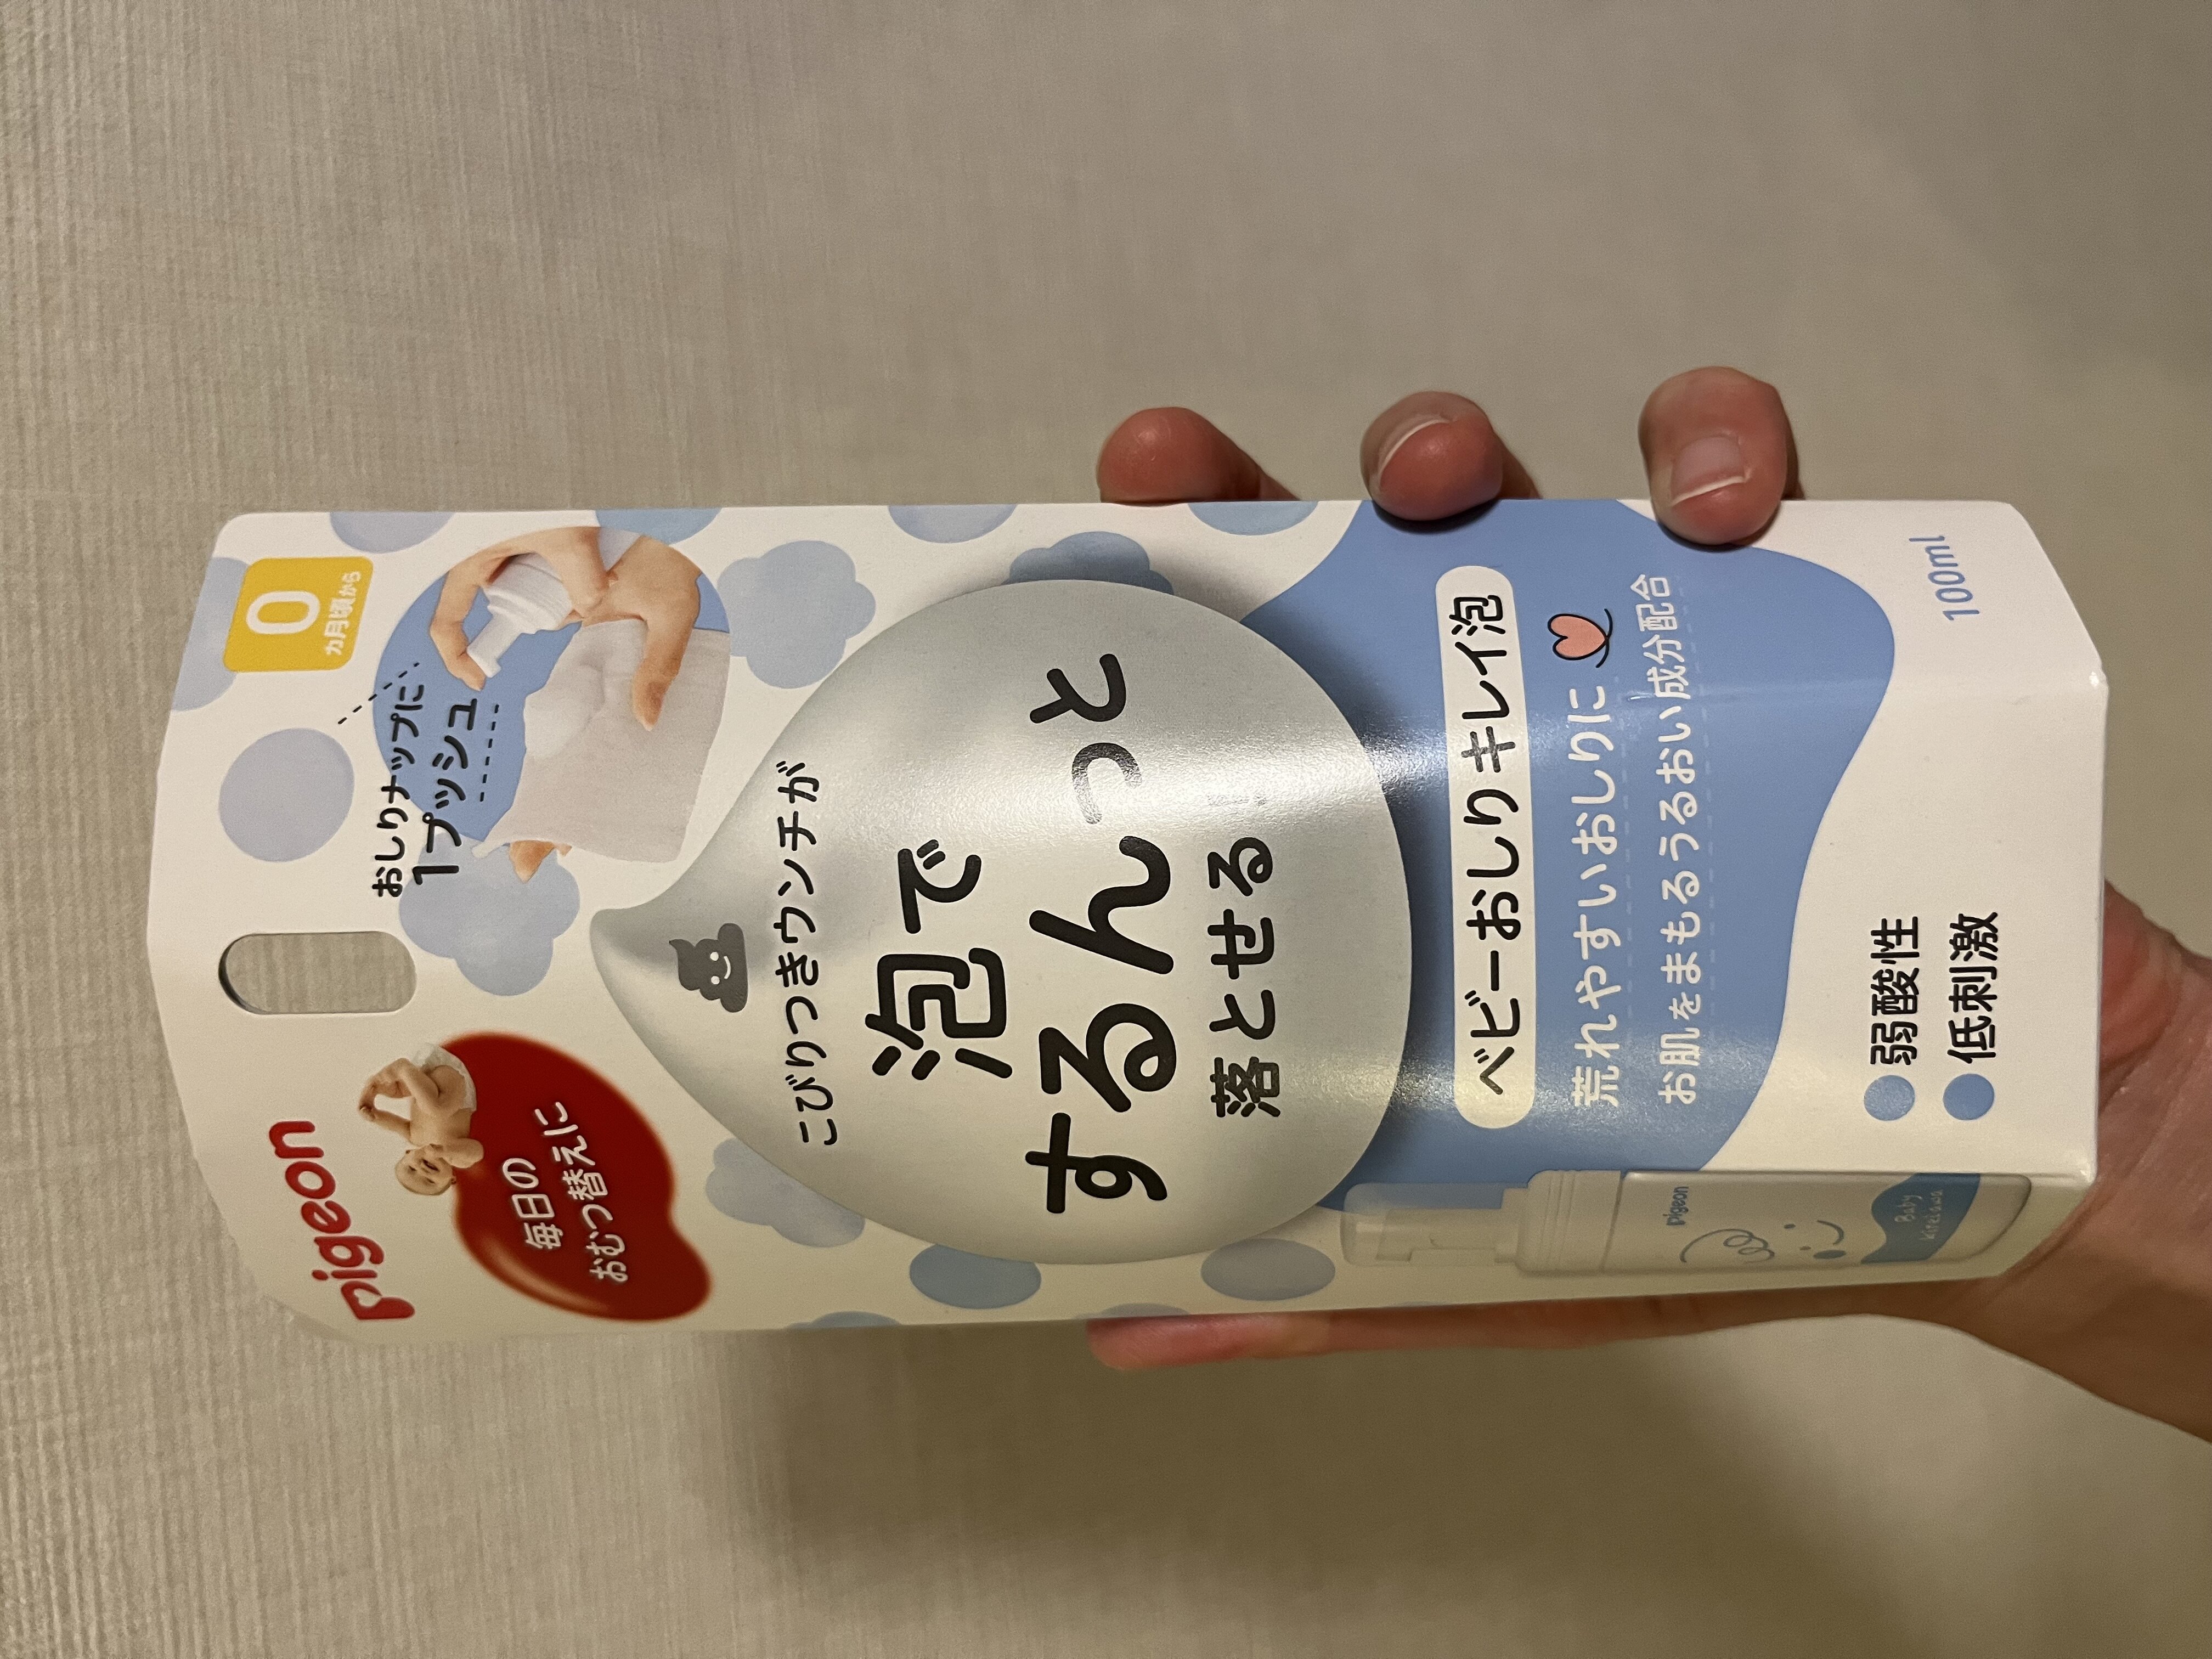 pigeon
0
カ月頃から
毎日の
おむつ替えに
おしりナップに
1プッシュ
こびりつきウンチが
泡で
するんっと
落とせる
ベビーおしりキレイ泡
荒れやすいおしりに
お肌をまもるうるおい成分配合
pigeon
Baby
Kireiawa
弱酸性
低刺激
100ml